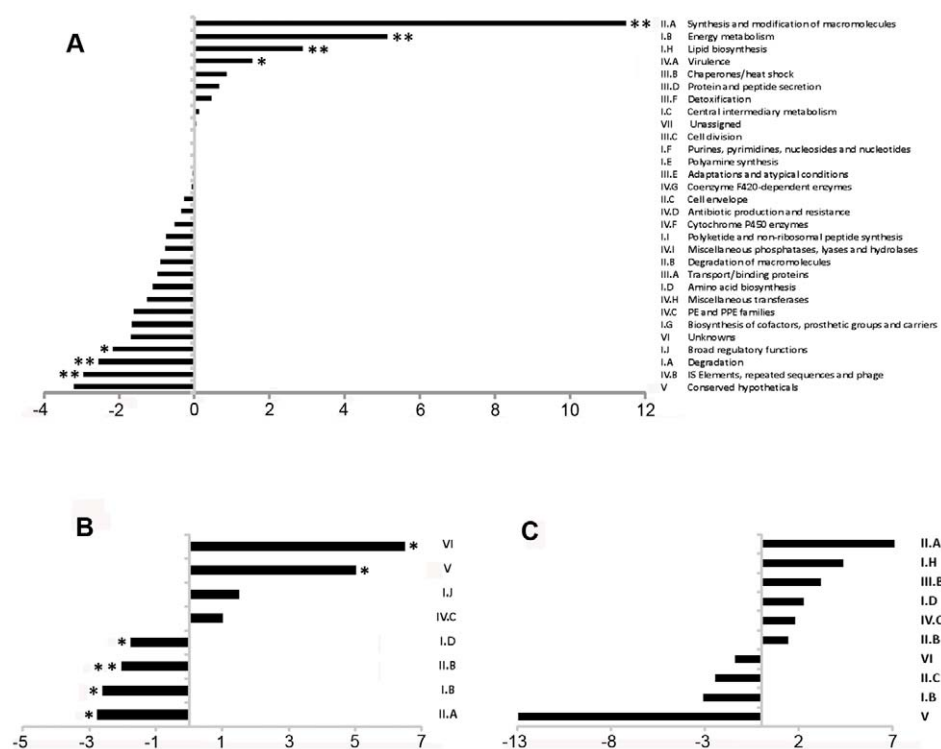 A
**
II.A Synthesis and modification of macromolecules
**
I.B Energy metabolism
**
I.H Lipid biosynthesis
*
IV.A Virulence
III.B Chaperones/heat shock
III.D Protein and peptide secretion
III.F Detoxification
I.C Central intermediary metabolism
VII Unassigned
III.C Cell division
I.F Purines, pyrimidines, nucleosides and nucleotides
I.E Polyamine synthesis
III.E Adaptations and atypical conditions
IV.G Coenzyme F420-dependent enzymes
II.C Cell envelope
IV.D Antibiotic production and resistance
IV.F Cytochrome P450 enzymes
I.I Polyketide and non-ribosomal peptide synthesis
IV.I Miscellaneous phosphatases, lyases and hydrolases
II.B Degradation of macromolecules
III.A Transport/binding proteins
I.D Amino acid biosynthesis
IV.H Miscellaneous transferases
IV.C PE and PPE families
I.G Biosynthesis of cofactors, prosthetic groups and carriers
VI Unknowns
*
I.J Broad regulatory functions
**
I.A Degradation
**
IV.B IS Elements, repeated sequences and phage
V Conserved hypotheticals
-4 -2 0 2 4 6 8 10 12
B
* VI
* V
I.J
IV.C
* I.D
** II.B
* I.B
* II.A
-5 -3 -1 1 3 5 7
C
II.A
I.H
III.B
I.D
IV.C
II.B
VI
II.C
I.B
V
-13 -8 -3 2 7